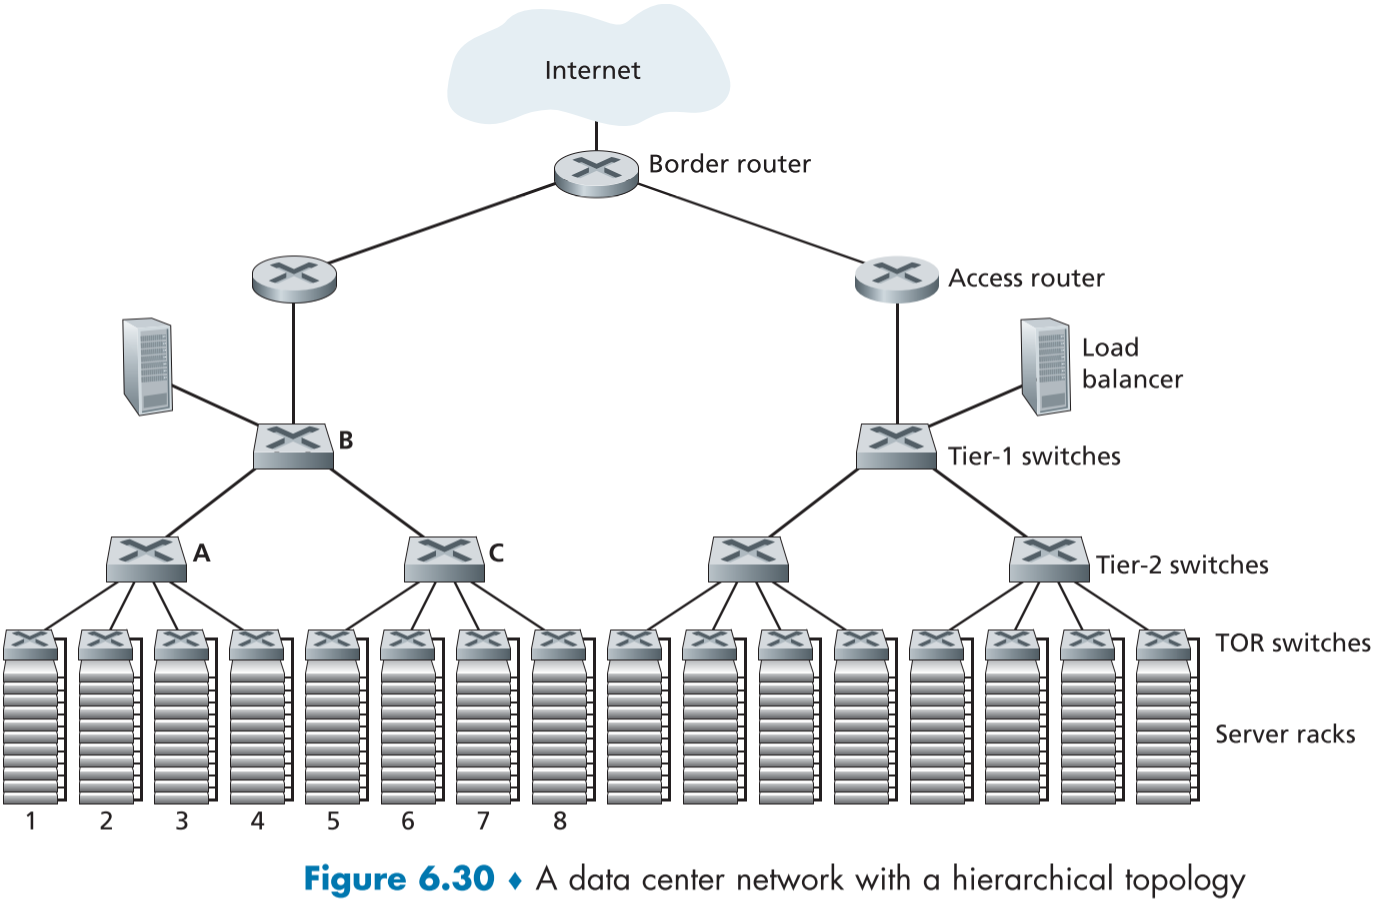 Internet
Border router
Access router
Load
balancer
B
Tier-1 switches
A
C
Tier-2 switches
TOR switches
Server racks
1 2 3 4 5 6 7 8
Figure 6.30 ♦ A data center network with a hierarchical topology